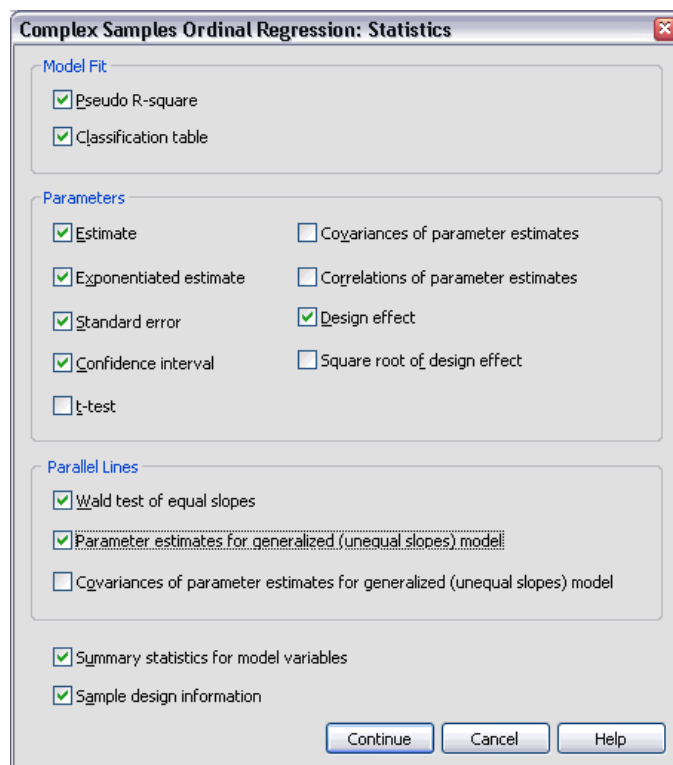 Complex Samples Ordinal Regression: Statistics
Model Fit
Pseudo R-square
Classification table
Parameters
Estimate
Covariances of parameter estimates
Exponentiated estimate
Correlations of parameter estimates
Standard error
Design effect
Confidence interval
Square root of design effect
t-test
Parallel Lines
Wald test of equal slopes
Parameter estimates for generalized (unequal slopes) model
Covariances of parameter estimates for generalized (unequal slopes) model
Summary statistics for model variables
Sample design information
Continue
Cancel
Help